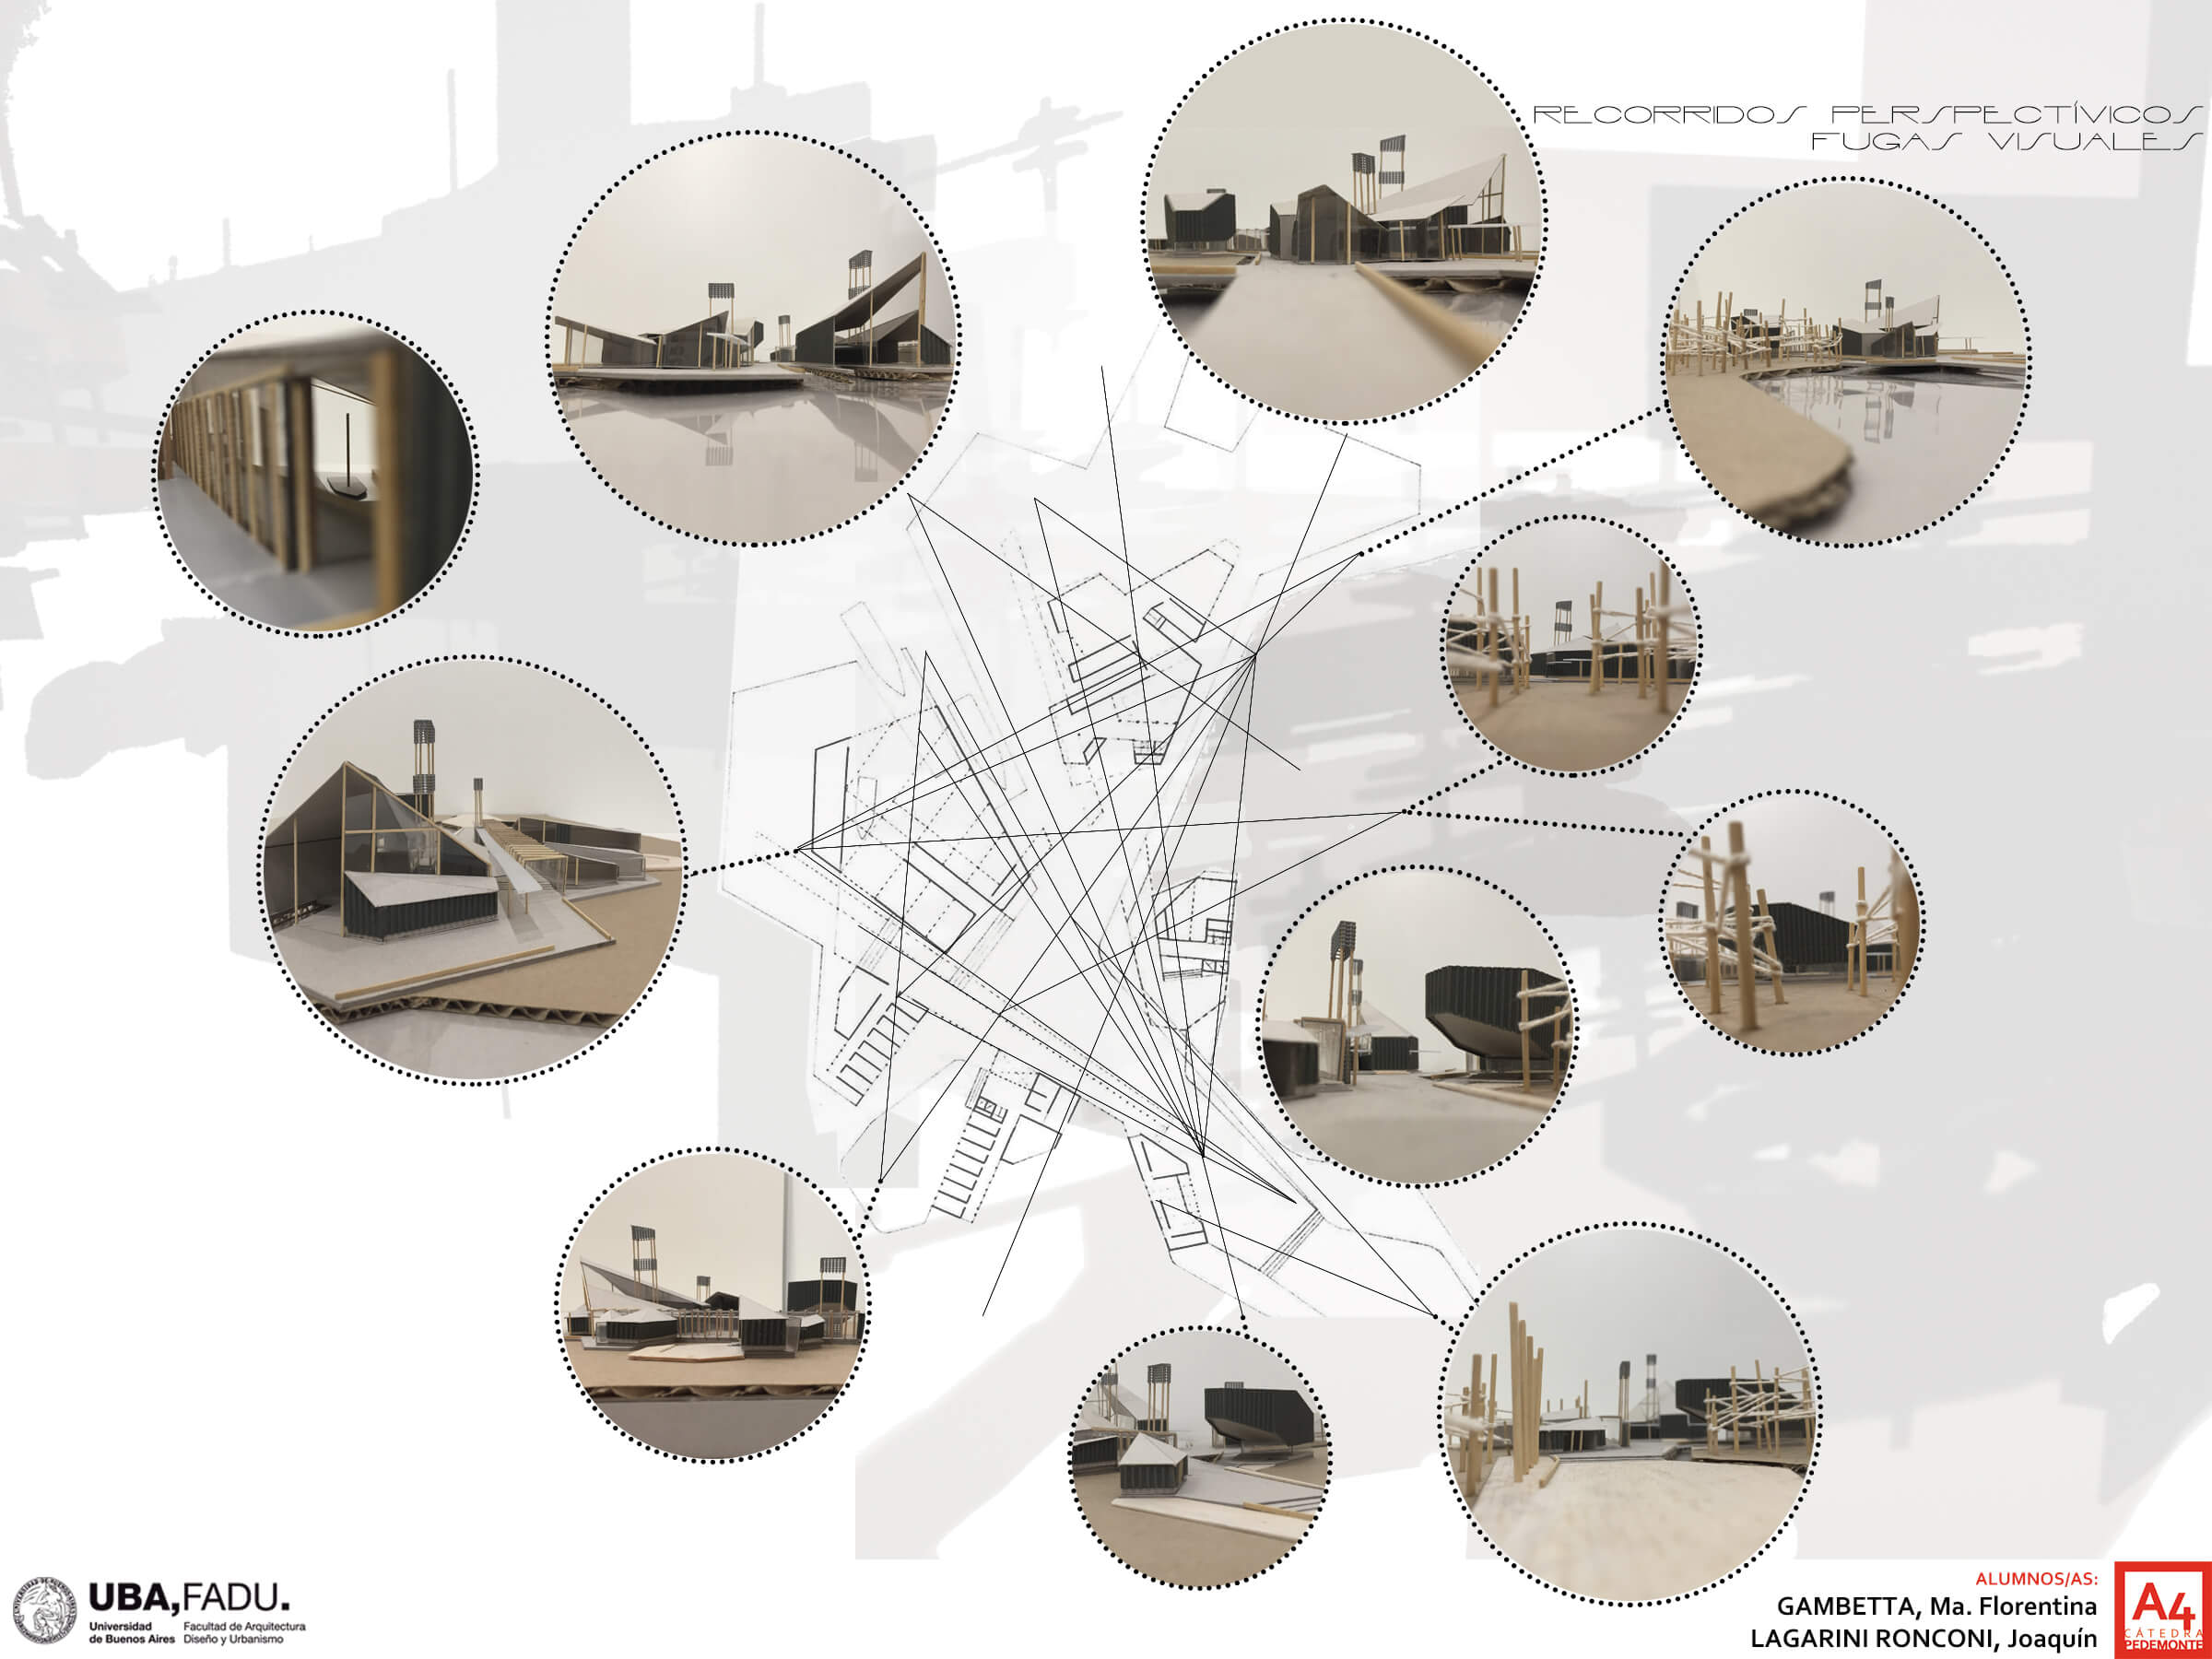 RECORRIDOS PERSPECTÍVICOS
FUGAS VISUALES
UBA, FADU.
Universidad
de Buenos Aires
Facultad de Arquitectura
Diseño y Urbanismo
ALUMNOS/AS:
GAMBETTA, Ma. Florentina
LAGARINI RONCONI, Joaquín
A4
CÁTEDRA
PEDEMONTE